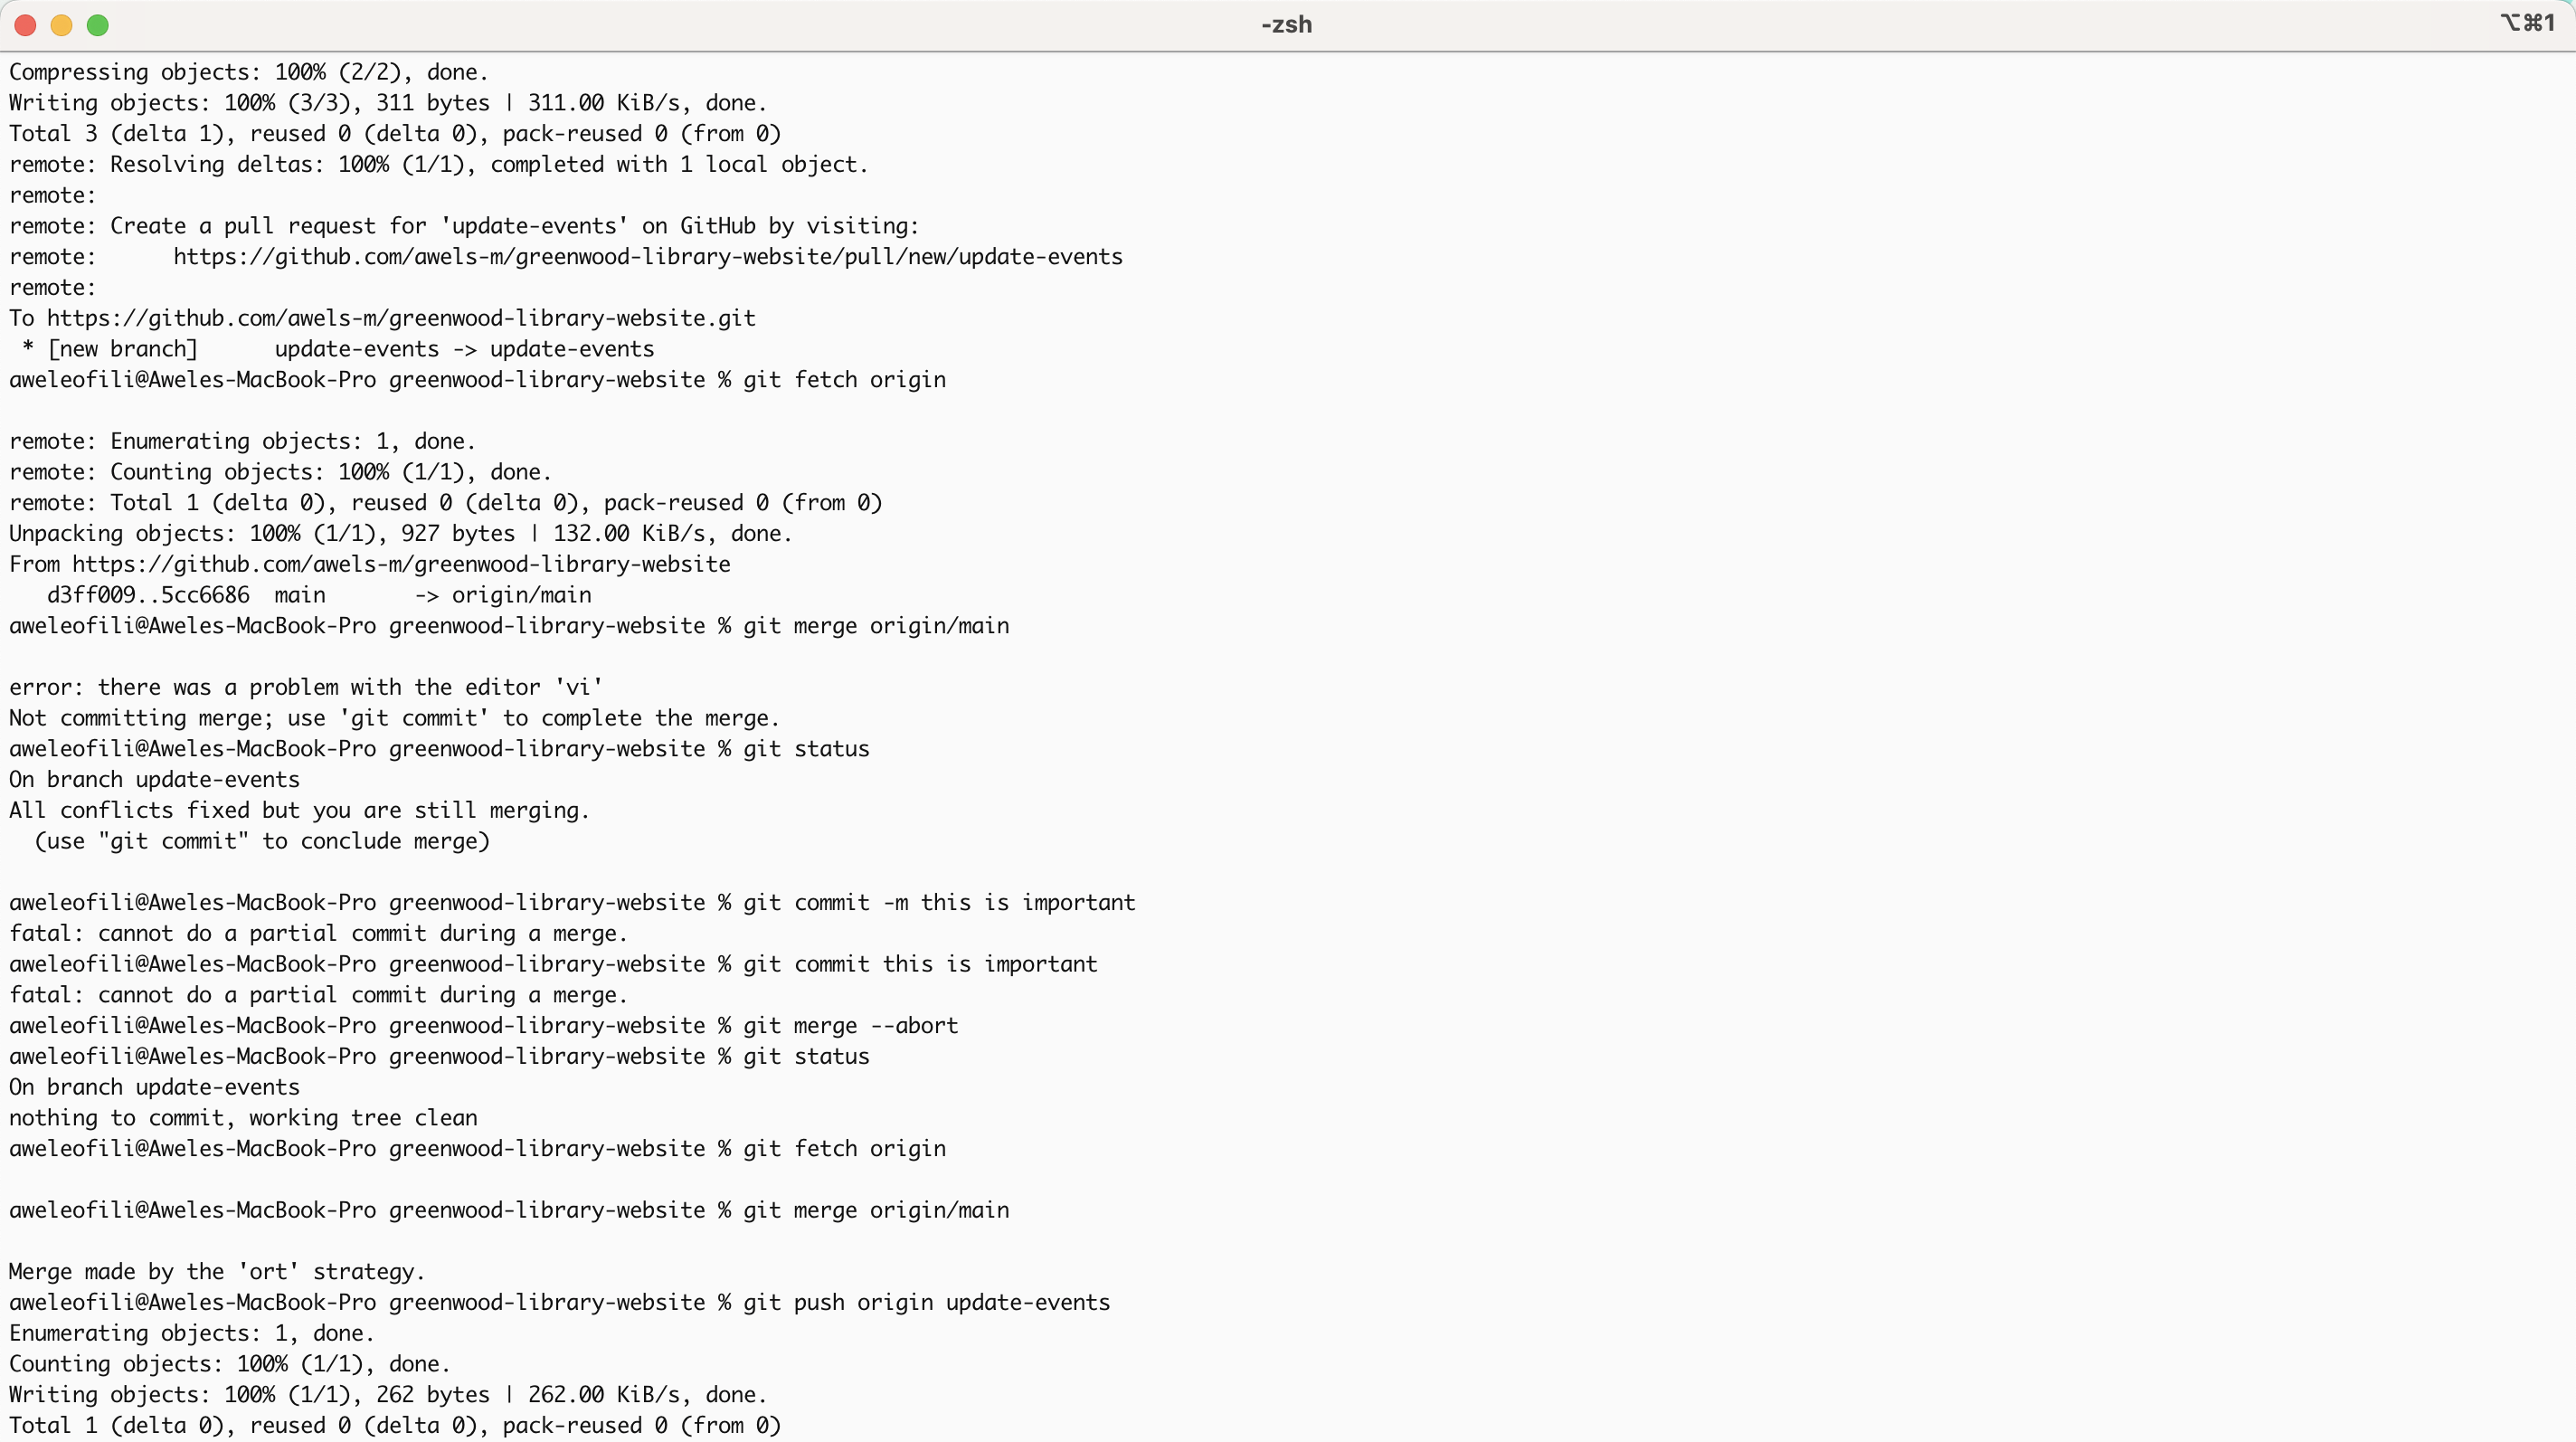 -zsh
⌥⌘1
Compressing objects: 100% (2/2), done.
Writing objects: 100% (3/3), 311 bytes | 311.00 KiB/s, done.
Total 3 (delta 1), reused 0 (delta 0), pack-reused 0 (from 0)
remote: Resolving deltas: 100% (1/1), completed with 1 local object.
remote:
remote: Create a pull request for 'update-events' on GitHub by visiting:
remote:      https://github.com/awels-m/greenwood-library-website/pull/new/update-events
remote:
To https://github.com/awels-m/greenwood-library-website.git
 * [new branch]      update-events -> update-events
aweleofili@Aweles-MacBook-Pro greenwood-library-website % git fetch origin
remote: Enumerating objects: 1, done.
remote: Counting objects: 100% (1/1), done.
remote: Total 1 (delta 0), reused 0 (delta 0), pack-reused 0 (from 0)
Unpacking objects: 100% (1/1), 927 bytes | 132.00 KiB/s, done.
From https://github.com/awels-m/greenwood-library-website
   d3ff009..5cc6686  main       -> origin/main
aweleofili@Aweles-MacBook-Pro greenwood-library-website % git merge origin/main
error: there was a problem with the editor 'vi'
Not committing merge; use 'git commit' to complete the merge.
aweleofili@Aweles-MacBook-Pro greenwood-library-website % git status
On branch update-events
All conflicts fixed but you are still merging.
  (use "git commit" to conclude merge)
aweleofili@Aweles-MacBook-Pro greenwood-library-website % git commit -m this is important
fatal: cannot do a partial commit during a merge.
aweleofili@Aweles-MacBook-Pro greenwood-library-website % git commit this is important
fatal: cannot do a partial commit during a merge.
aweleofili@Aweles-MacBook-Pro greenwood-library-website % git merge --abort
aweleofili@Aweles-MacBook-Pro greenwood-library-website % git status
On branch update-events
nothing to commit, working tree clean
aweleofili@Aweles-MacBook-Pro greenwood-library-website % git fetch origin
aweleofili@Aweles-MacBook-Pro greenwood-library-website % git merge origin/main
Merge made by the 'ort' strategy.
aweleofili@Aweles-MacBook-Pro greenwood-library-website % git push origin update-events
Enumerating objects: 1, done.
Counting objects: 100% (1/1), done.
Writing objects: 100% (1/1), 262 bytes | 262.00 KiB/s, done.
Total 1 (delta 0), reused 0 (delta 0), pack-reused 0 (from 0)